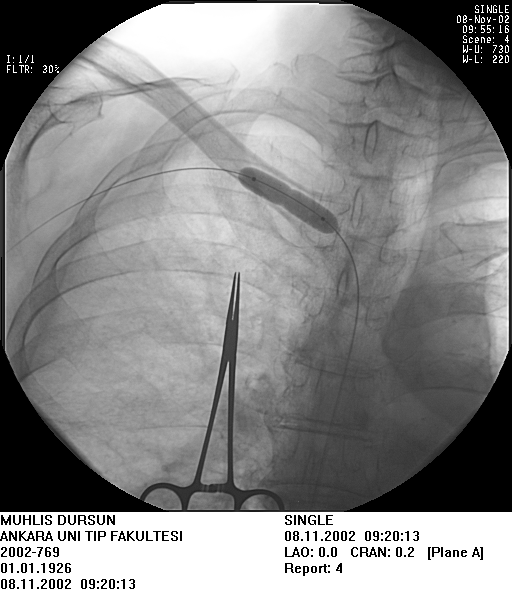 SINGLE
08-Nov-02
09:55:16
Scene: 4
W-U: 730
W-L: 220
I: 1/1
FLTR: 30%
MUHLIS DURSUN
ANKARA UNI TIP FAKULTESI
2002-769
01.01.1926
08.11.2002 09:20:13
SINGLE
08.11.2002 09:20:13
LAO: 0.0 CRAN: 0.2 [Plane A]
Report: 4